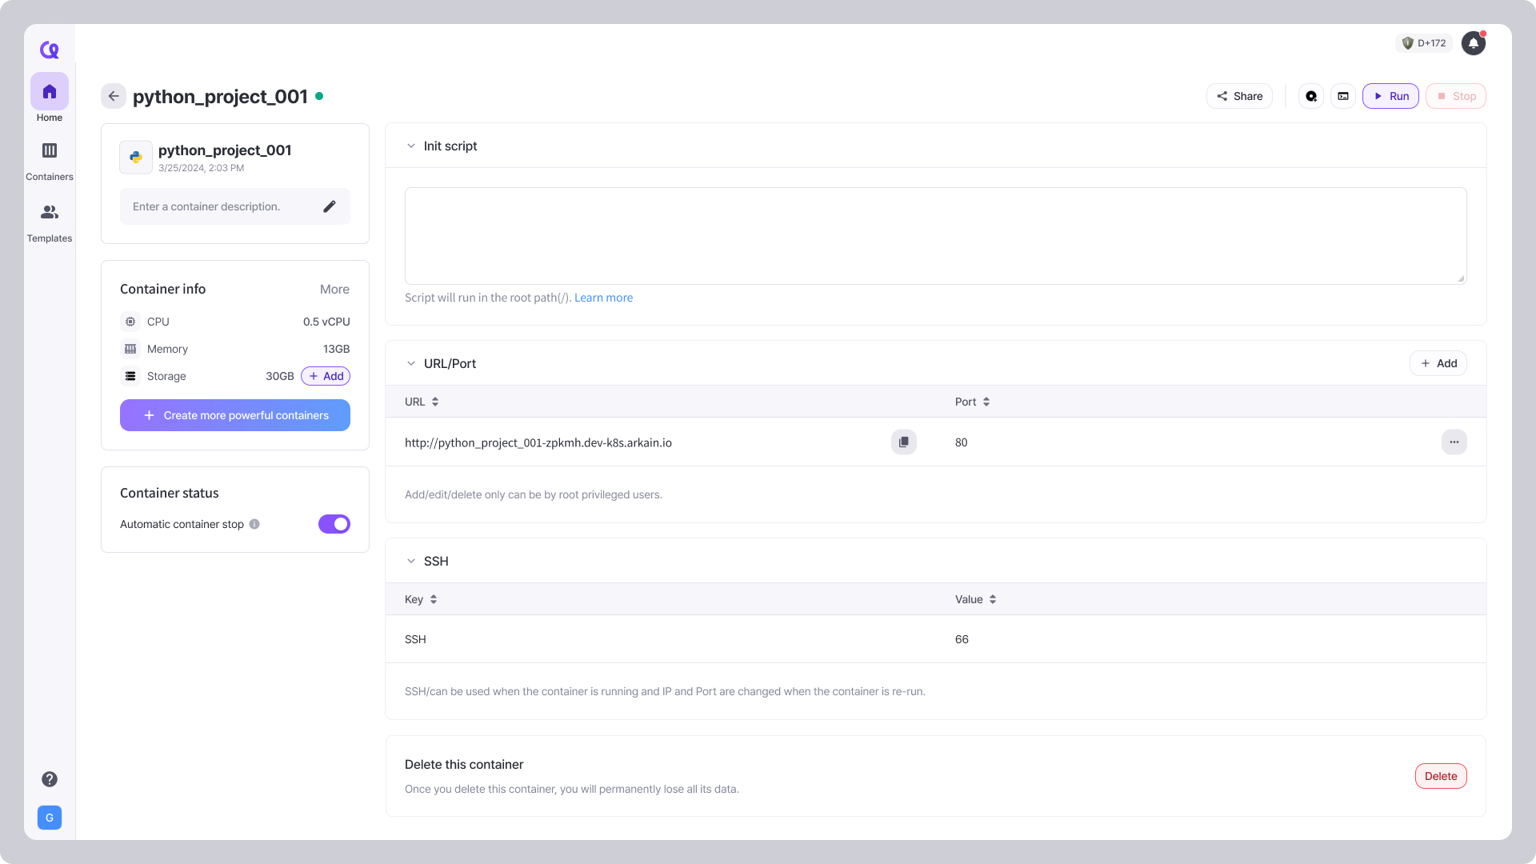 D+172
Home
Containers
Templates
G
python_project_001
Share
Run
Stop
python_project_001
3/25/2024, 2:03 PM
Enter a container description.
Container info
More
CPU
0.5 vCPU
Memory
13GB
Storage
30GB
+ Add
+ Create more powerful containers
Container status
Automatic container stop
Init script
Script will run in the root path(/). Learn more
URL/Port
+ Add
URL
Port
http://python_project_001-zpkmh.dev-k8s.arkain.io
80
Add/edit/delete only can be by root privileged users.
SSH
Key
Value
SSH
66
SSH/can be used when the container is running and IP and Port are changed when the container is re-run.
Delete this container
Once you delete this container, you will permanently lose all its data.
Delete